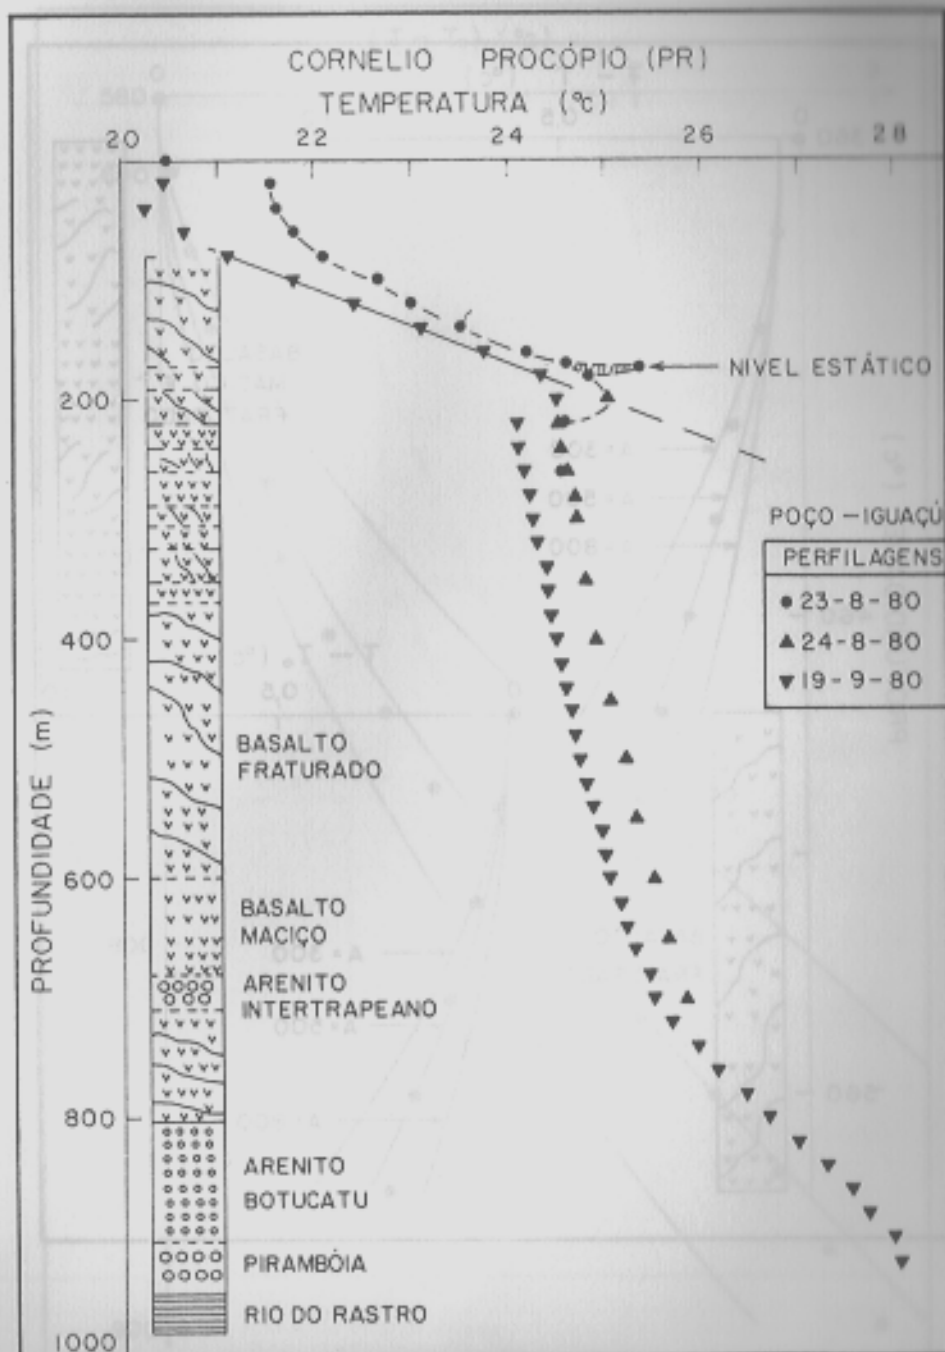 CORNELIO PROCÓPIO (PR)
TEMPERATURA (ºc)
20 22 24 26 28
NIVEL ESTÁTICO
200
POÇO - IGUAÇÚ
PERFILAGENS
23-8-80
24-8-80
19-9-80
400
PROFUNDIDADE (m)
BASALTO
FRATURADO
600
BASALTO
MACIÇO
ARENITO
INTERTRAPEANO
800
ARENITO
BOTUCATU
PIRAMBÓIA
RIO DO RASTRO
1000